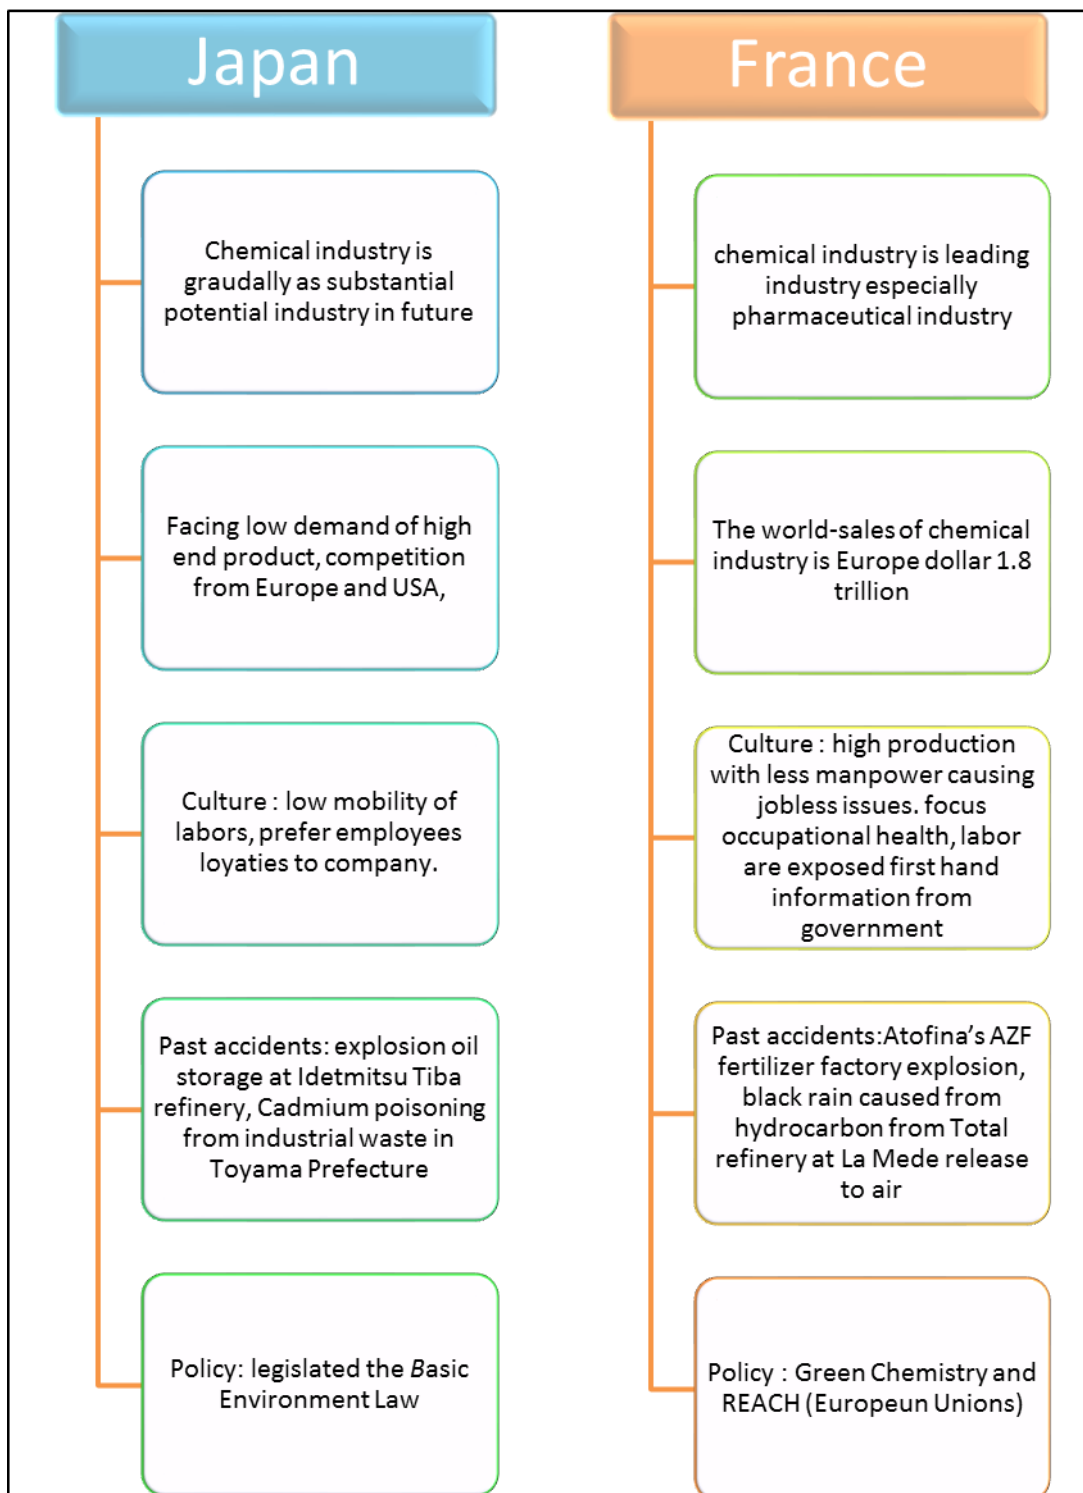 Japan
Chemical industry is
graudally as substantial
potential industry in future
Facing low demand of high
end product, competition
from Europe and USA,
Culture : low mobility of
labors, prefer employees
loyaties to company.
Past accidents: explosion oil
storage at Idetmitsu Tiba
refinery, Cadmium poisoning
from industrial waste in
Toyama Prefecture
Policy: legislated the Basic
Environment Law
France
chemical industry is leading
industry especially
pharmaceutical industry
The world-sales of chemical
industry is Europe dollar 1.8
trillion
Culture : high production
with less manpower causing
jobless issues. focus
occupational health, labor
are exposed first hand
information from
government
Past accidents:Atofina’s AZF
fertilizer factory explosion,
black rain caused from
hydrocarbon from Total
refinery at La Mede release
to air
Policy : Green Chemistry and
REACH (Europeun Unions)